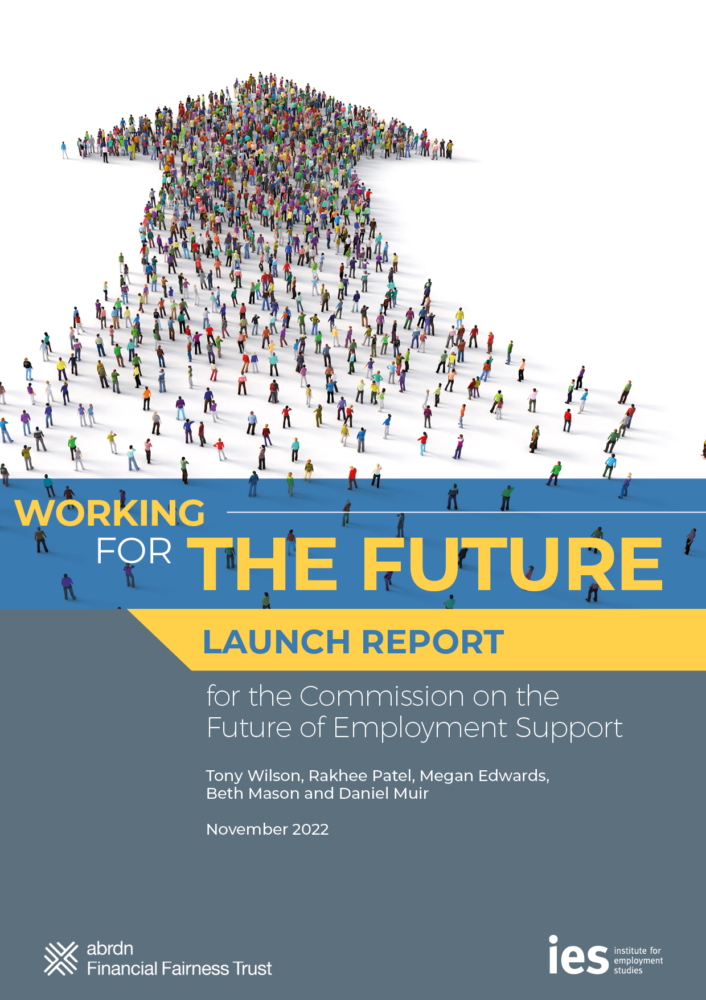 WORKING
FOR THE FUTURE
LAUNCH REPORT
for the Commission on the
Future of Employment Support
Tony Wilson, Rakhee Patel, Megan Edwards,
Beth Mason and Daniel Muir
November 2022
abrdn
Financial Fairness Trust
ies
institute for
employment
studies